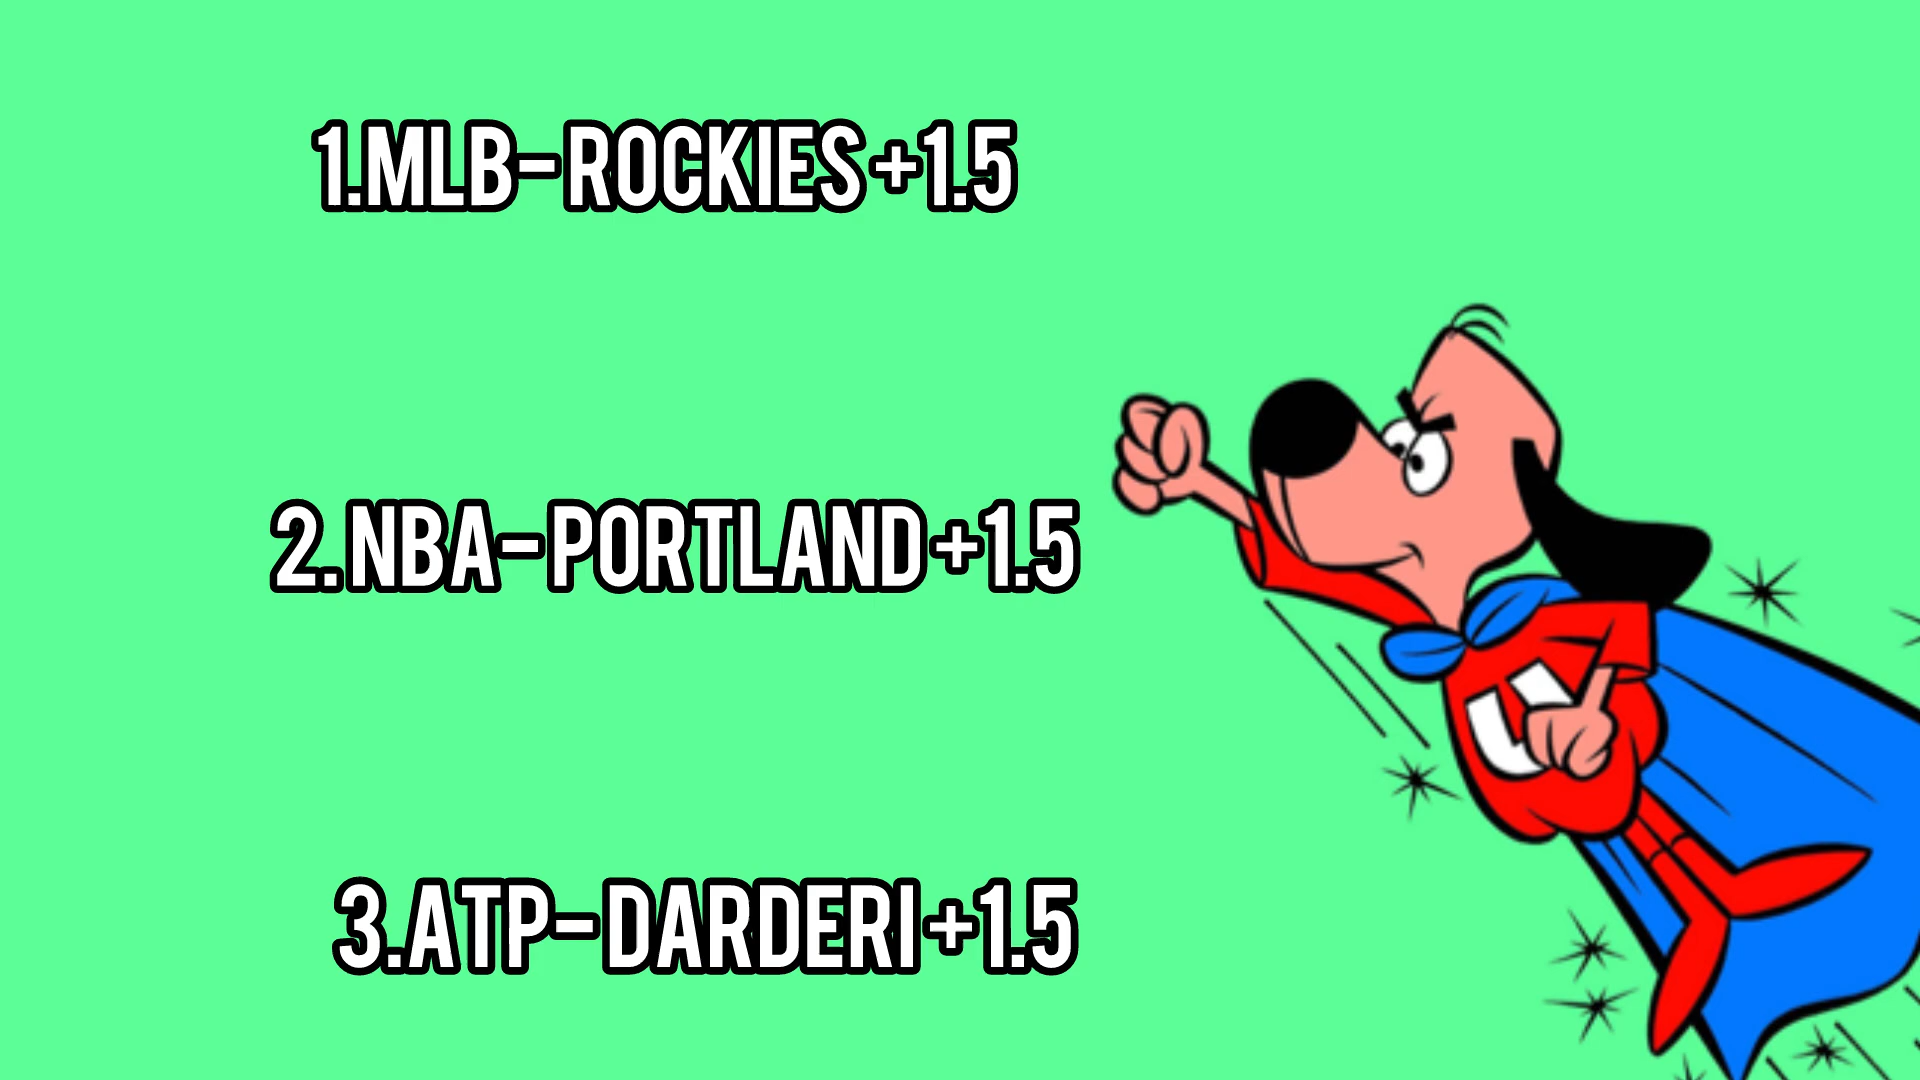 1.MLB-ROCKIES +1.5
2. NBA-PORTLAND +1.5
3.ATP-DARDERI +1.5
U